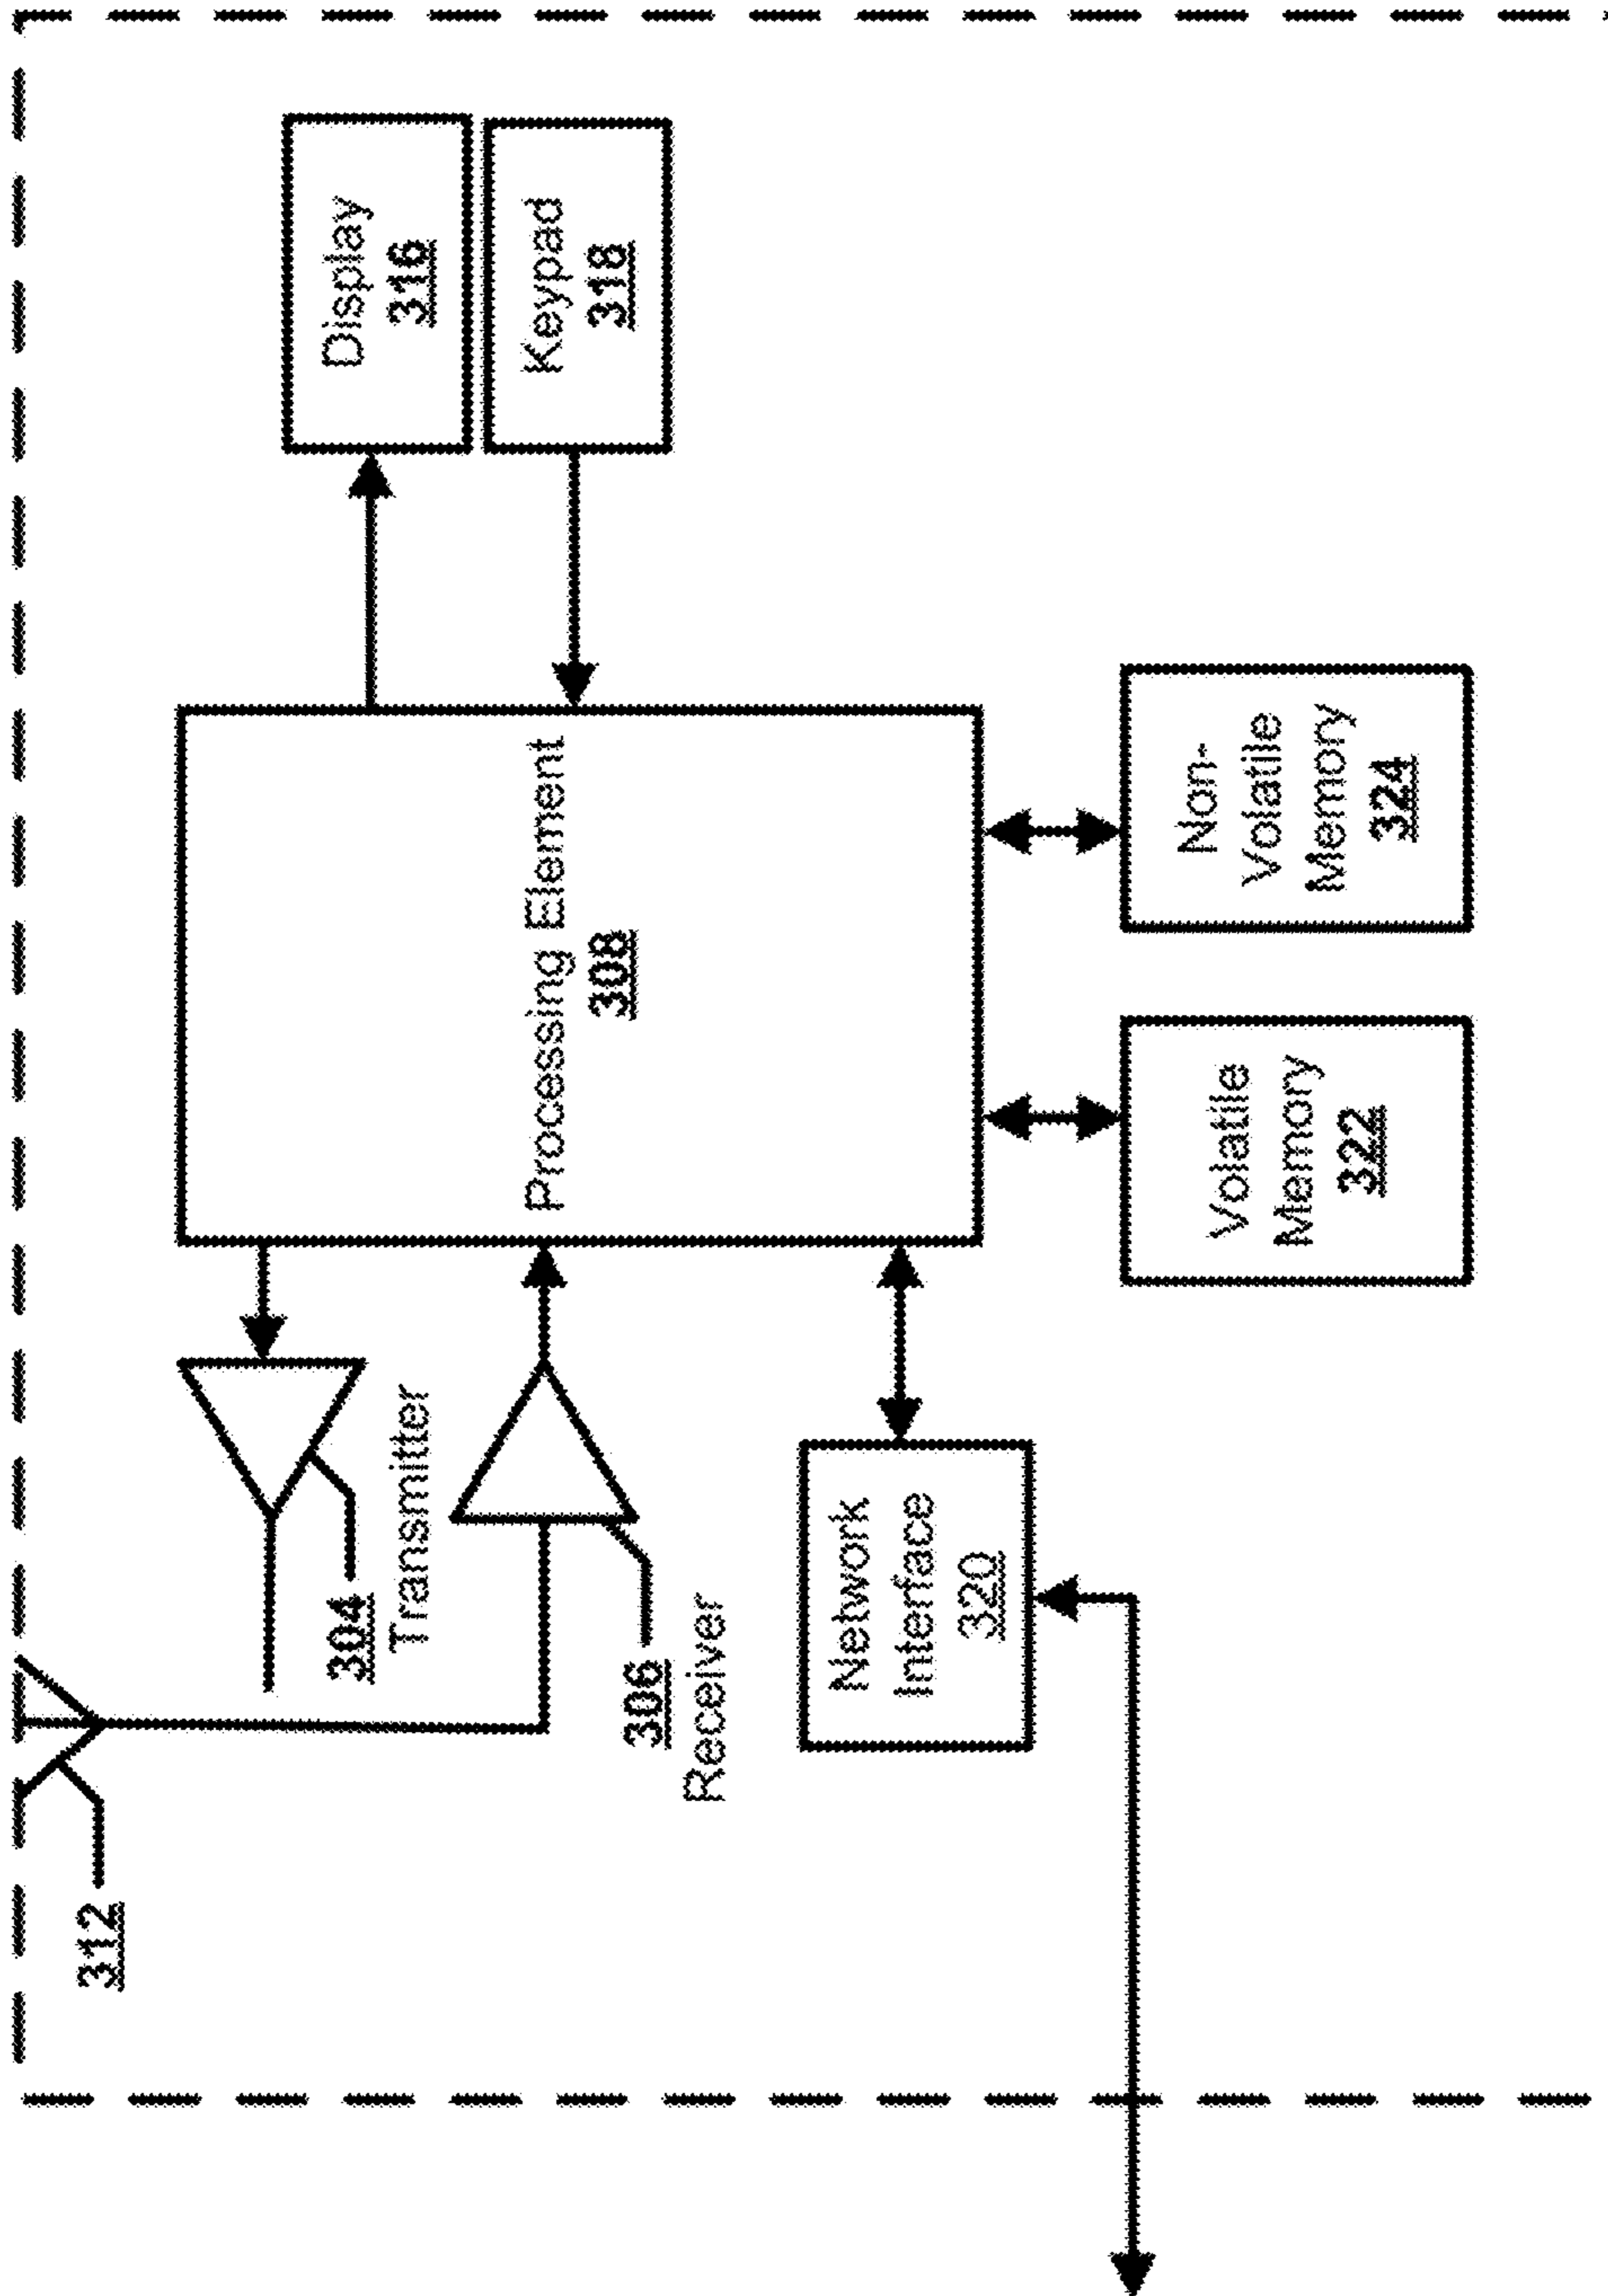 312
304
Transmitter
306
Receiver
Network
Interface
320
Processing Element
308
Display
316
Keypad
318
Volatile
Memory
322
Non-
Volatile
Memory
324